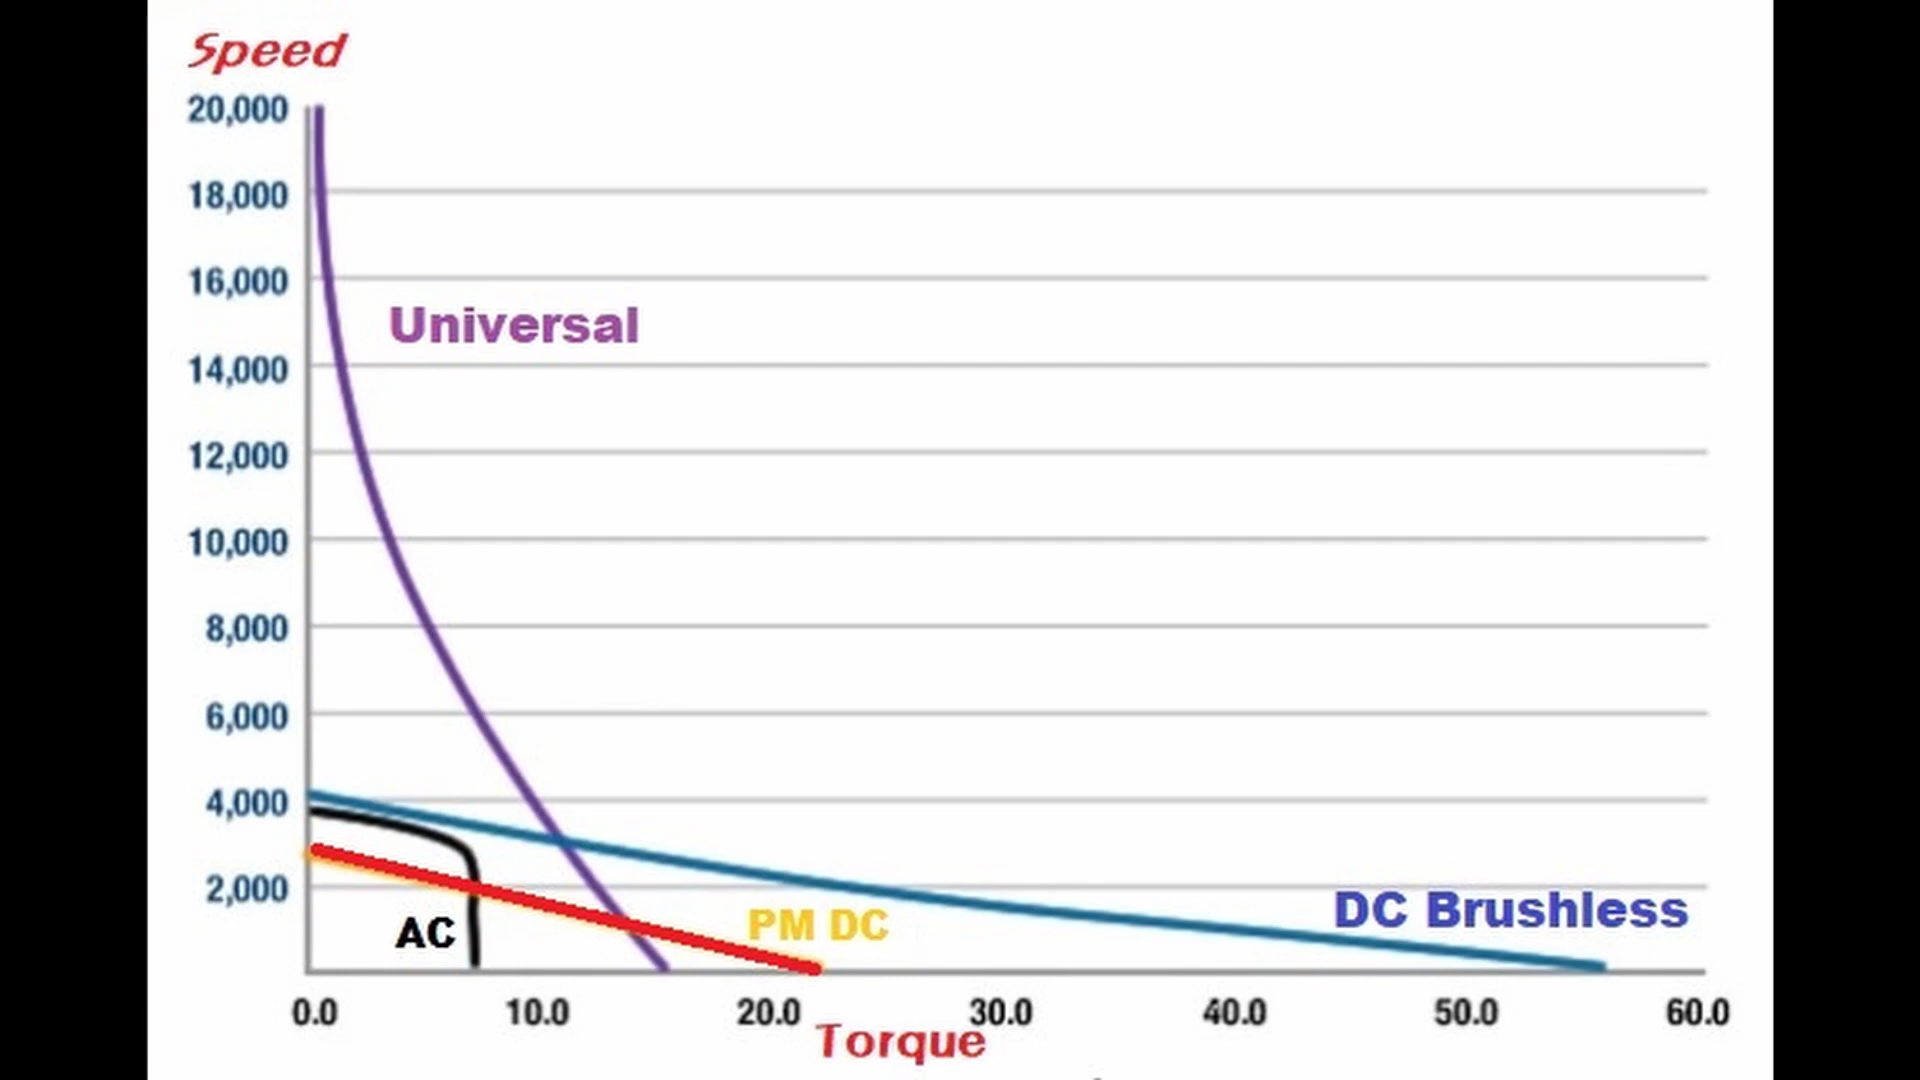 Speed
20,000
18,000
16,000
Universal
14,000
12,000
10,000
8,000
6,000
4,000
2,000
DC Brushless
PM DC
AC
0.0 10.0 20.0 30.0 40.0 50.0 60.0
Torque